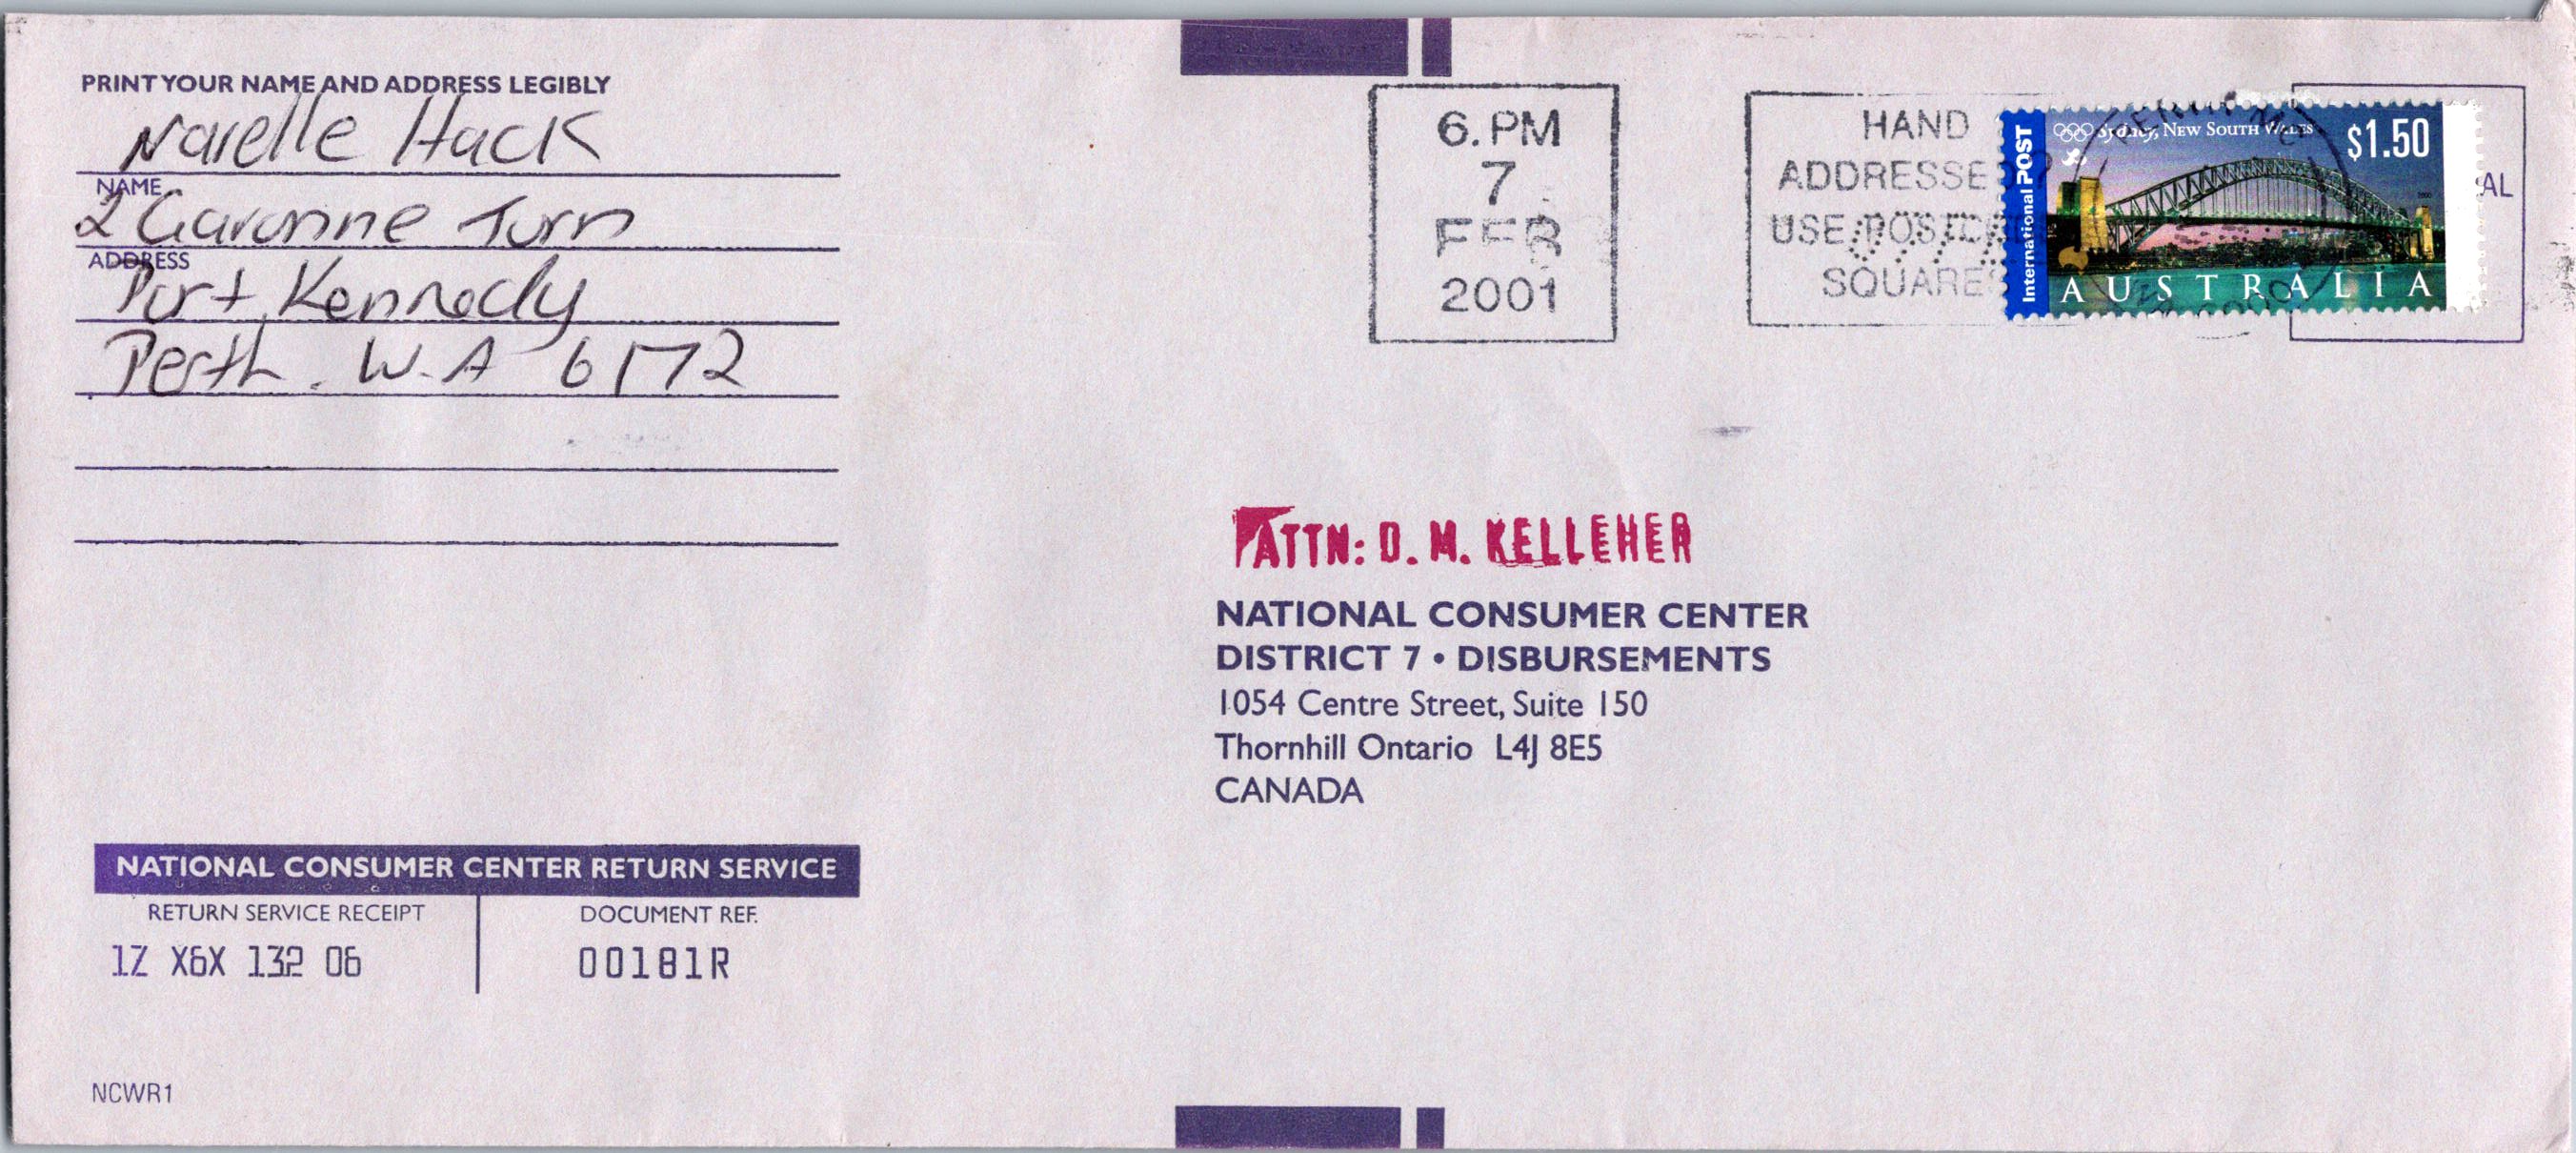 PRINT YOUR NAME AND ADDRESS LEGIBLY
Narelle Hack
NAME
2 Garonne Turn
ADDRESS
Port Kennedy
Perth. W.A 6172
6. PM
7
FEB
2001
HAND
ADDRESSED?
USE POSTCODE
SQUARES
International POST
Sydney, NEW SOUTH WALES
$1.50
AUSTRALIA
AL
ATTN: D. M. KELLEHER
NATIONAL CONSUMER CENTER
DISTRICT 7 • DISBURSEMENTS
1054 Centre Street, Suite 150
Thornhill Ontario L4J 8E5
CANADA
NATIONAL CONSUMER CENTER RETURN SERVICE
RETURN SERVICE RECEIPT
1Z X6X 132 06
DOCUMENT REF.
00181R
NCWR1